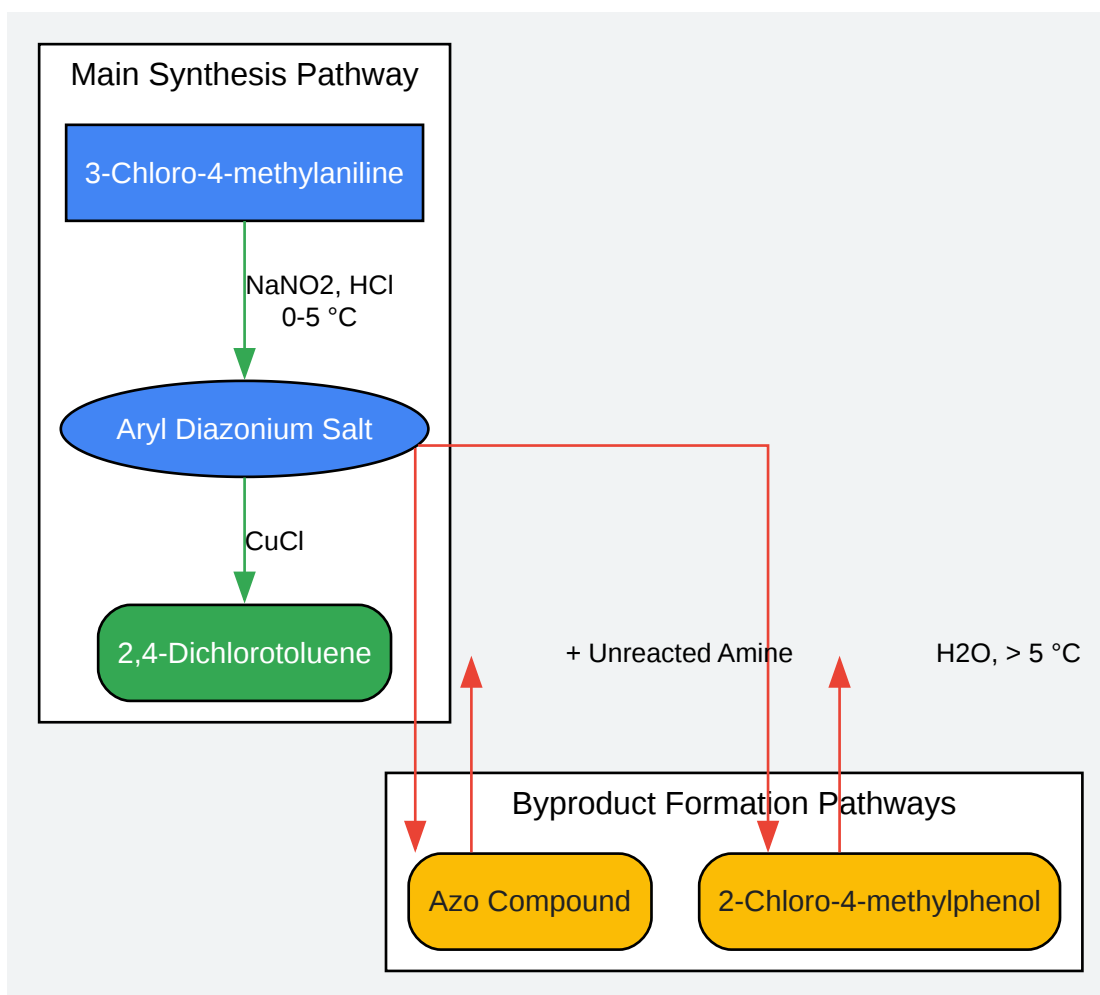 Main Synthesis Pathway
3-Chloro-4-methylaniline
NaNO2, HCl
0-5 °C
Aryl Diazonium Salt
CuCl
2,4-Dichlorotoluene
+ Unreacted Amine
H2O, > 5 °C
Byproduct Formation Pathways
Azo Compound
2-Chloro-4-methylphenol